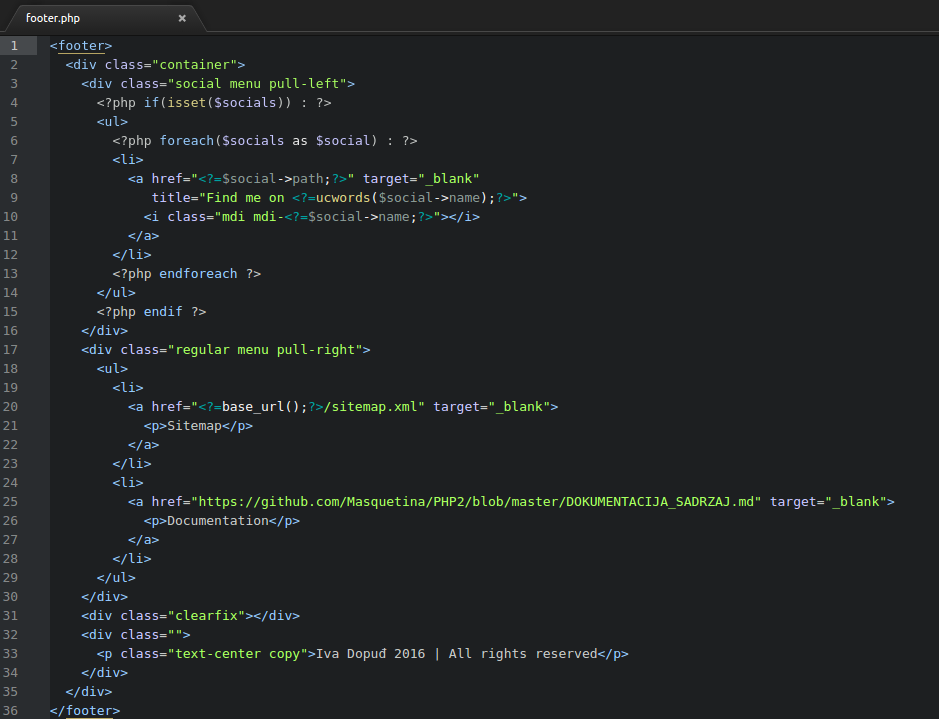 footer.php ×
1 <footer>
2   <div class="container">
3     <div class="social menu pull-left">
4       <?php if(isset($socials)) : ?>
5       <ul>
6         <?php foreach($socials as $social) : ?>
7         <li>
8           <a href="<?=$social->path;?>" target="_blank"
9              title="Find me on <?=ucwords($social->name);?>">
10             <i class="mdi mdi-<?=$social->name;?>"></i>
11           </a>
12         </li>
13         <?php endforeach ?>
14       </ul>
15       <?php endif ?>
16     </div>
17     <div class="regular menu pull-right">
18       <ul>
19         <li>
20           <a href="<?=base_url();?>/sitemap.xml" target="_blank">
21             <p>Sitemap</p>
22           </a>
23         </li>
24         <li>
25           <a href="https://github.com/Masquetina/PHP2/blob/master/DOKUMENTACIJA_SADRZAJ.md" target="_blank">
26             <p>Documentation</p>
27           </a>
28         </li>
29       </ul>
30     </div>
31     <div class="clearfix"></div>
32     <div class="">
33       <p class="text-center copy">Iva Dopuđ 2016 | All rights reserved</p>
34     </div>
35   </div>
36 </footer>